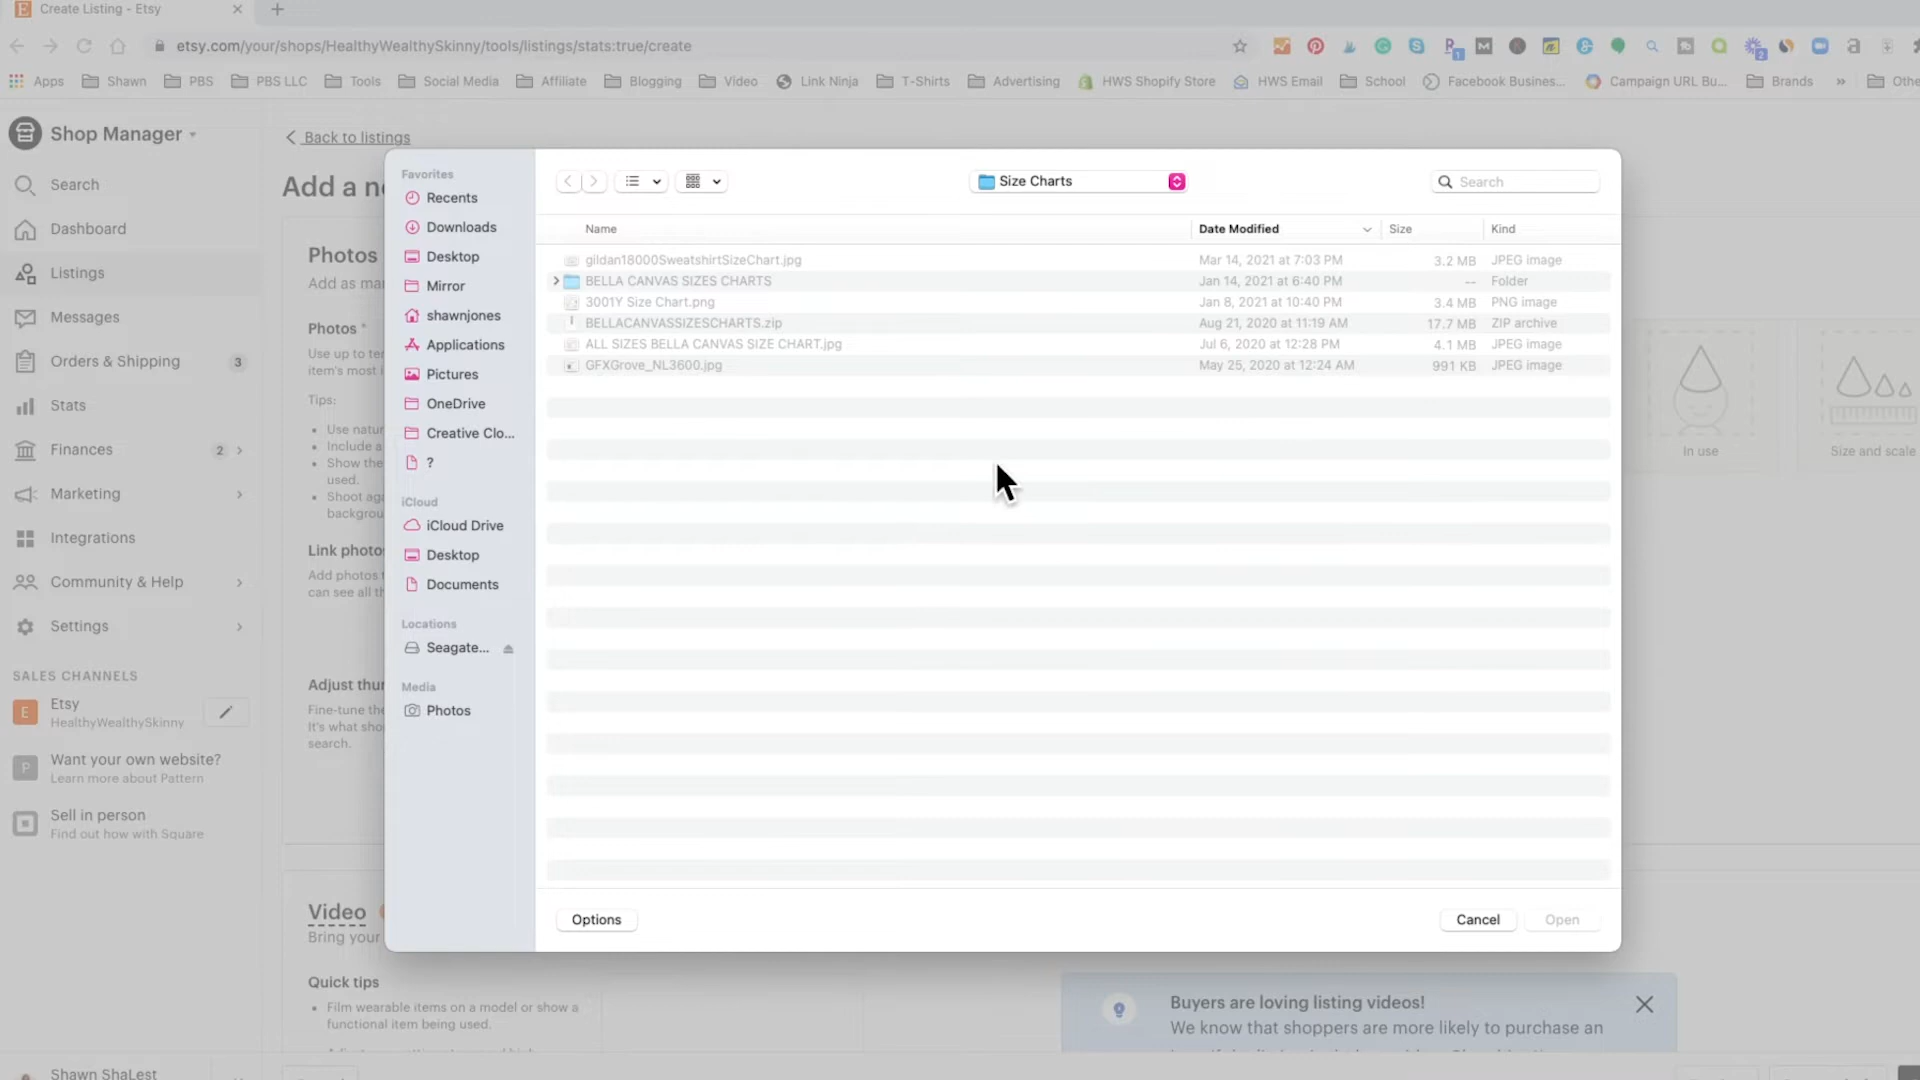 Create Listing - Etsy
etsy.com/your/shops/HealthyWealthySkinny/tools/listings/stats:true/create
Apps
Shawn
PBS
PBS LLC
Tools
Social Media
Affiliate
Blogging
Video
Link Ninja
T-Shirts
Advertising
HWS Shopify Store
HWS Email
School
Facebook Busines...
Campaign URL Bu...
Brands
»
Othe
Shop Manager
Search
Dashboard
Listings
Messages
Orders & Shipping 3
Stats
Finances 2
Marketing
Integrations
Community & Help
Settings
SALES CHANNELS
E
Etsy
HealthyWealthySkinny
P
Want your own website?
Learn more about Pattern
Sell in person
Find out how with Square
Shawn ShaLest
Back to listings
Add a ne
Photos
Add as mar
Photos *
Use up to ter
item's most i
Tips:
Use natur
Include a
Show the
used.
Shoot aga
backgrou
Link photos
Add photos t
can see all th
Adjust thur
Fine-tune the
It's what sho
search.
Video
Bring your
Quick tips
Film wearable items on a model or show a
functional item being used.
Favorites
Recents
Downloads
Desktop
Mirror
shawnjones
Applications
Pictures
OneDrive
Creative Clo...
?
iCloud
iCloud Drive
Desktop
Documents
Locations
Seagate...
Media
Photos
Size Charts
Search
Name Date Modified Size Kind
gildan18000SweatshirtSizeChart.jpg Mar 14, 2021 at 7:03 PM 3.2 MB JPEG image
BELLA CANVAS SIZES CHARTS Jan 14, 2021 at 6:40 PM -- Folder
3001Y Size Chart.png Jan 8, 2021 at 10:40 PM 3.4 MB PNG image
BELLACANVASSIZESCHARTS.zip Aug 21, 2020 at 11:19 AM 17.7 MB ZIP archive
ALL SIZES BELLA CANVAS SIZE CHART.jpg Jul 6, 2020 at 12:28 PM 4.1 MB JPEG image
GFXGrove_NL3600.jpg May 25, 2020 at 12:24 AM 991 KB JPEG image
Options
Cancel
Open
In use
Size and scale
Buyers are loving listing videos!
We know that shoppers are more likely to purchase an